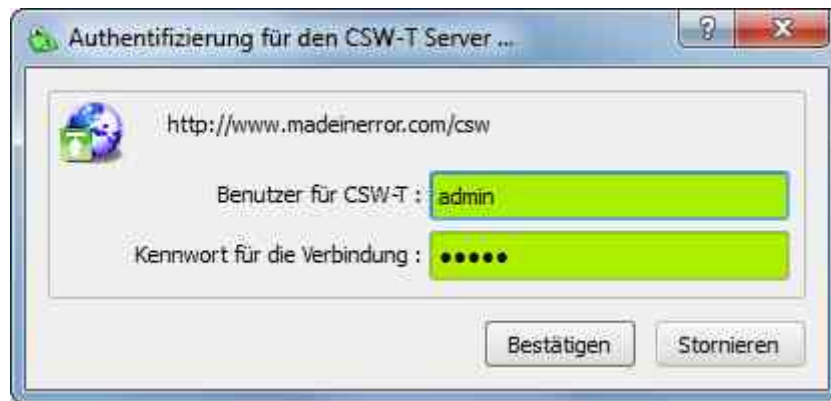 Authentifizierung für den CSW-T Server ...
http://www.madeinerror.com/csw
Benutzer für CSW-T : admin
Kennwort für die Verbindung : ●●●●●
Bestätigen Stornieren